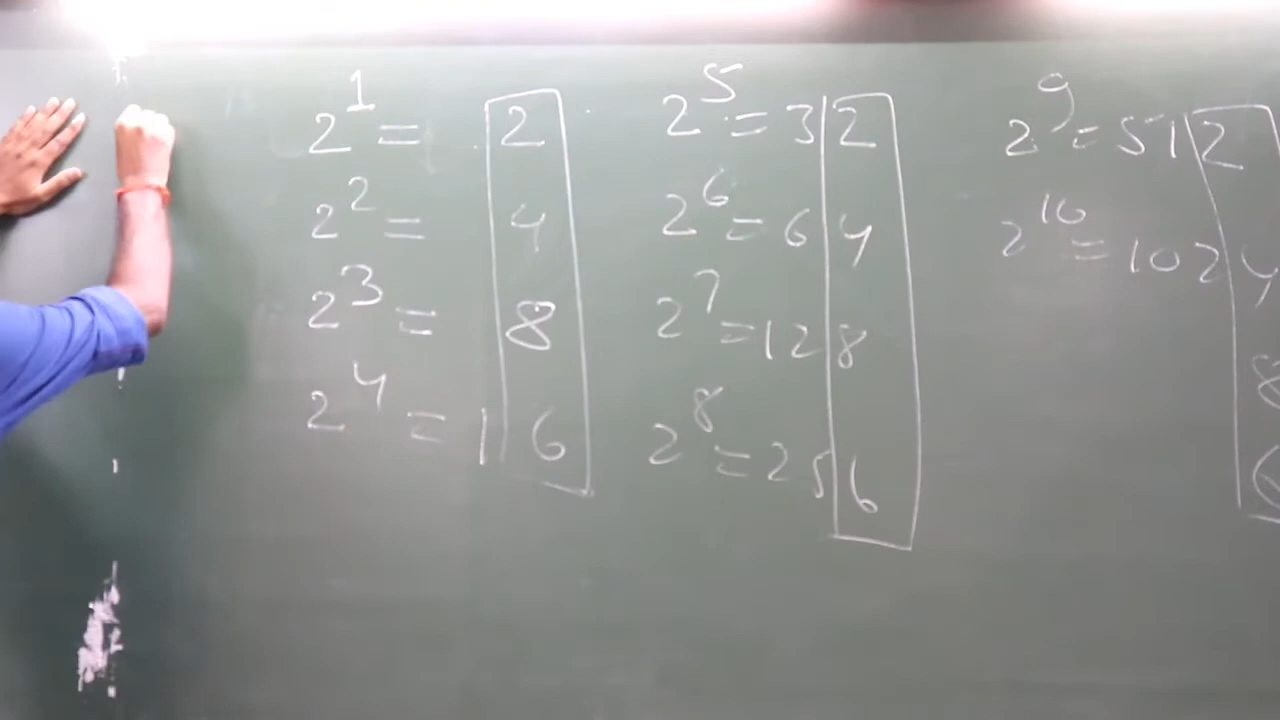 2¹ = 2
2² = 4
2³ = 8
2⁴ = 16
2⁵ = 32
2⁶ = 64
2⁷ = 128
2⁸ = 256
2⁹ = 512
2¹⁰ = 1024
8